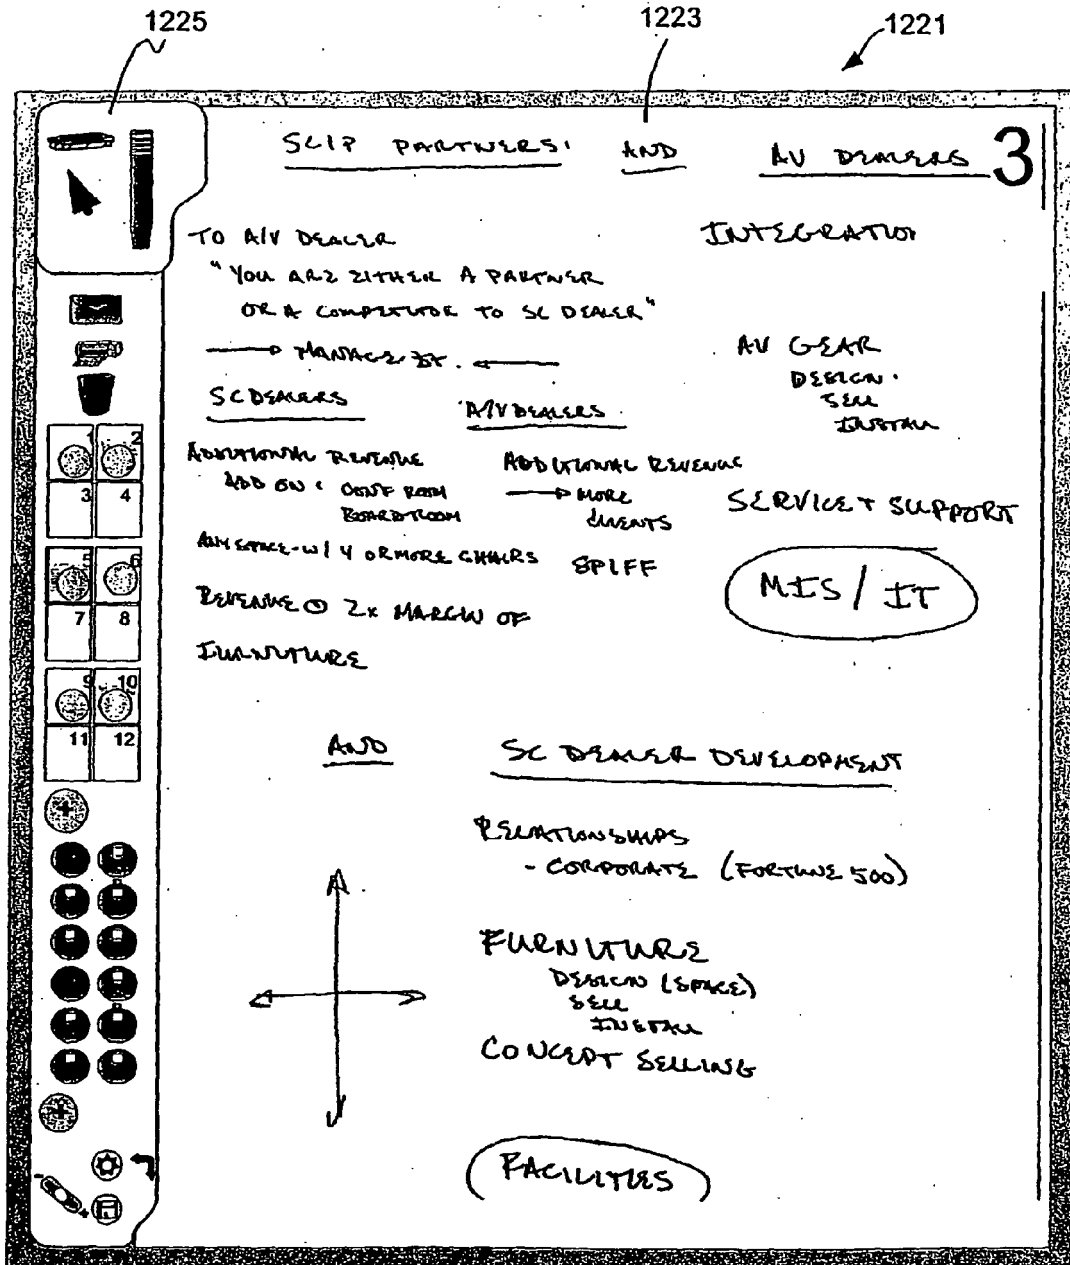 1225
1223
1221
SCIP PARTNERS. AND AV DEALERS
3
TO A/V DEALER
"YOU ARE EITHER A PARTNER
OR A COMPETITOR TO SC DEALER"
→ MANAGE IT. ←
SC DEALERS
A/V DEALERS
ADDITIONAL REVENUE
ADD ON: CONF ROOM
BOARDROOM
ANY SPACE - W/ 4 OR MORE CHAIRS
REVENUE @ 2x MARGIN OF
FURNITURE
ADDITIONAL REVENUE
→ MORE
CLIENTS
SPIFF
INTEGRATION
AV GEAR
DESIGN
SELL
INSTALL
SERVICE + SUPPORT
MIS / IT
AND
SC DEALER DEVELOPMENT
RELATIONSHIPS
- CORPORATE (FORTUNE 500)
FURNITURE
DESIGN (SPACE)
SELL
INSTALL
CONCEPT SELLING
FACILITIES
1 2
3 4
5 6
7 8
9 10
11 12